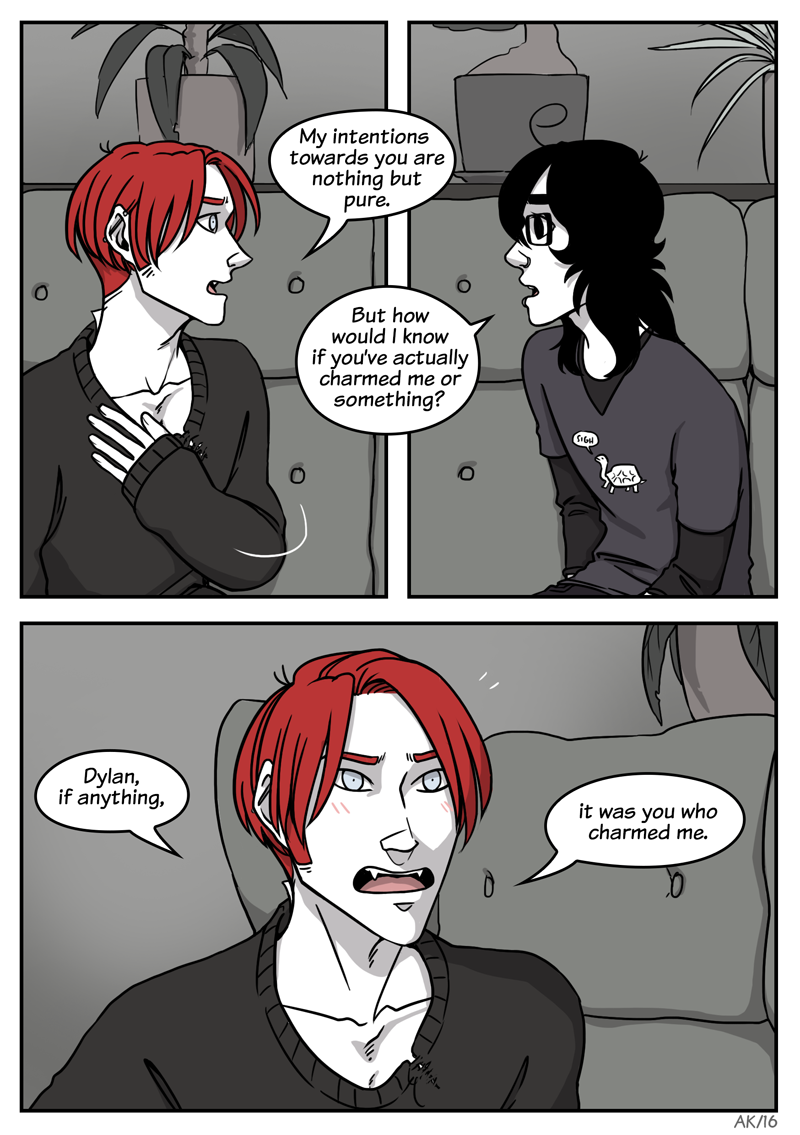 My intentions
towards you are
nothing but
pure.
But how
would I know
if you've actually
charmed me or
something?
SIGH
Dylan,
if anything,
it was you who
charmed me.
AK/16